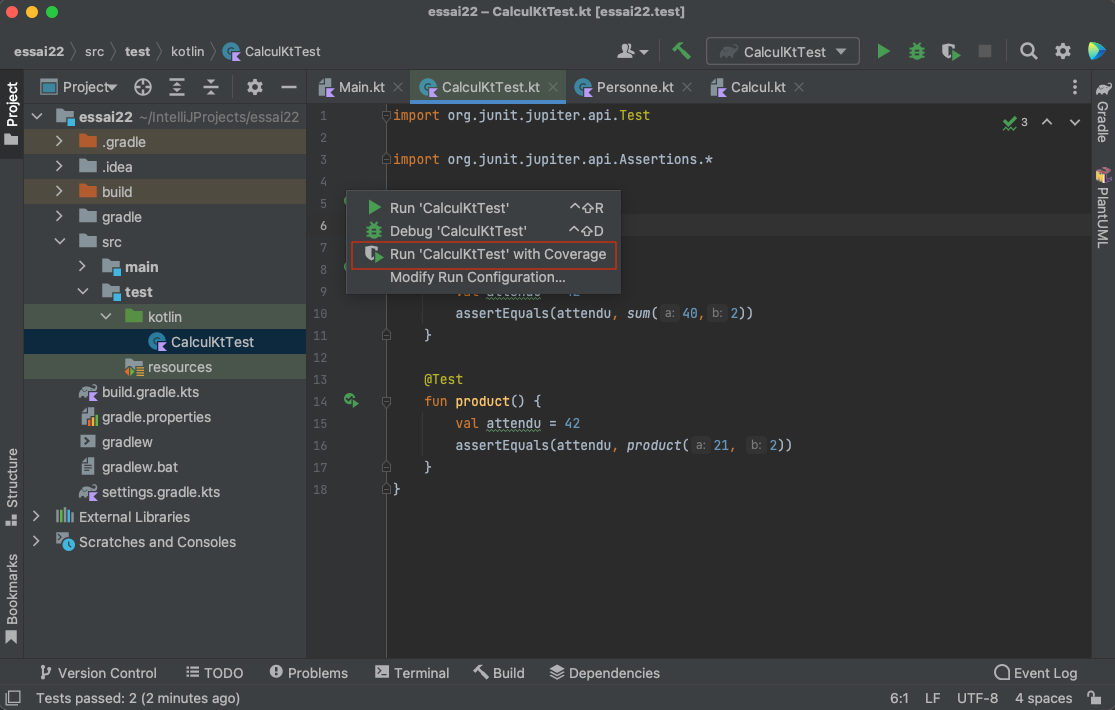 essai22 – CalculKtTest.kt [essai22.test]
essai22 src test kotlin CalculKtTest
CalculKtTest
Project
Main.kt CalculKtTest.kt Personne.kt Calcul.kt
Project
Structure
Bookmarks
essai22 ~/IntelliJProjects/essai22
.gradle
.idea
build
gradle
src
main
test
kotlin
CalculKtTest
resources
build.gradle.kts
gradle.properties
gradlew
gradlew.bat
settings.gradle.kts
External Libraries
Scratches and Consoles
1 import org.junit.jupiter.api.Test
2
3 import org.junit.jupiter.api.Assertions.*
4
5
6
7
8
9
10 assertEquals(attendu, sum( a: 40, b: 2))
11 }
12
13 @Test
14 fun product() {
15 val attendu = 42
16 assertEquals(attendu, product( a: 21, b: 2))
17 }
18 }
3
Run 'CalculKtTest' ^⇧R
Debug 'CalculKtTest' ^⇧D
Run 'CalculKtTest' with Coverage
Modify Run Configuration...
Gradle
PlantUML
Version Control TODO Problems Terminal Build Dependencies Event Log
Tests passed: 2 (2 minutes ago) 6:1 LF UTF-8 4 spaces